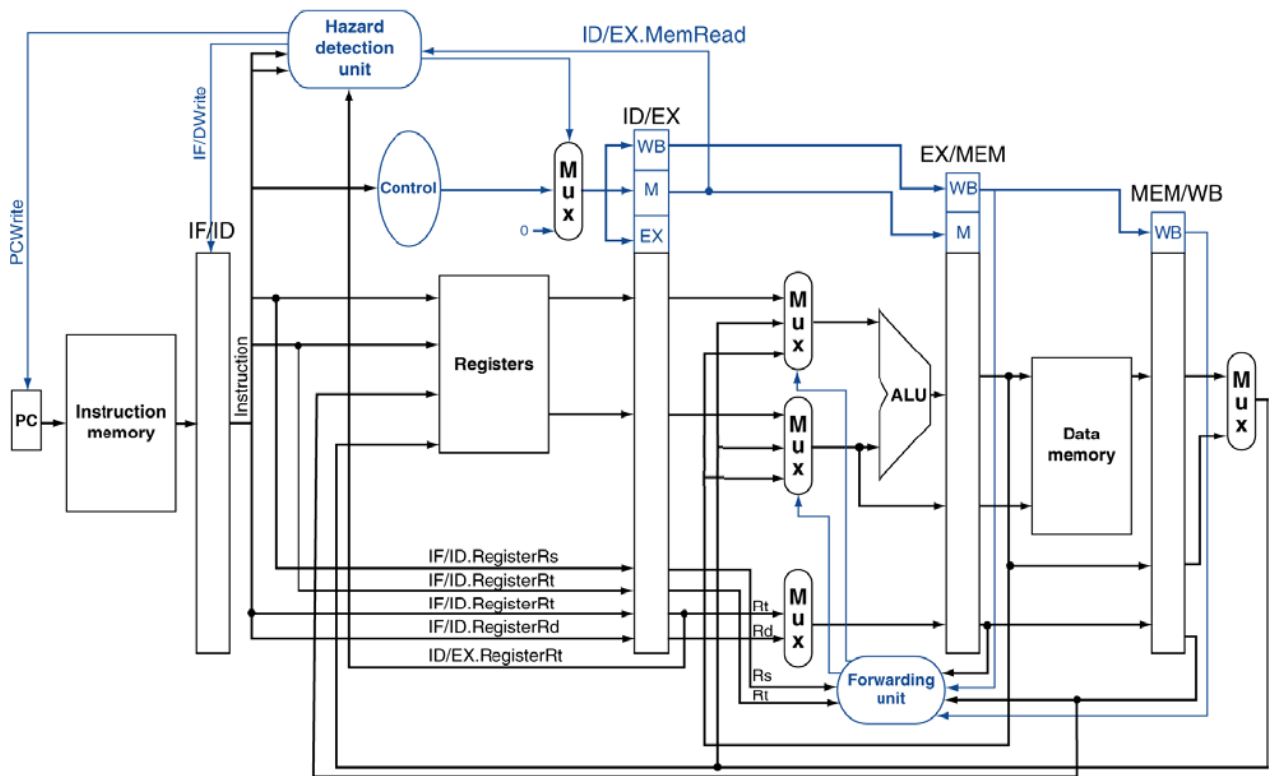 Hazard
detection
unit
ID/EX.MemRead
ID/EX
WB
M
EX
Control
M
u
x
0
IF/DWrite
PCWrite
IF/ID
EX/MEM
WB
M
MEM/WB
WB
PC
Instruction
memory
Instruction
Registers
M
u
x
M
u
x
ALU
Data
memory
M
u
x
IF/ID.RegisterRs
IF/ID.RegisterRt
IF/ID.RegisterRt
IF/ID.RegisterRd
ID/EX.RegisterRt
Rt
Rd
M
u
x
Rs
Rt
Forwarding
unit